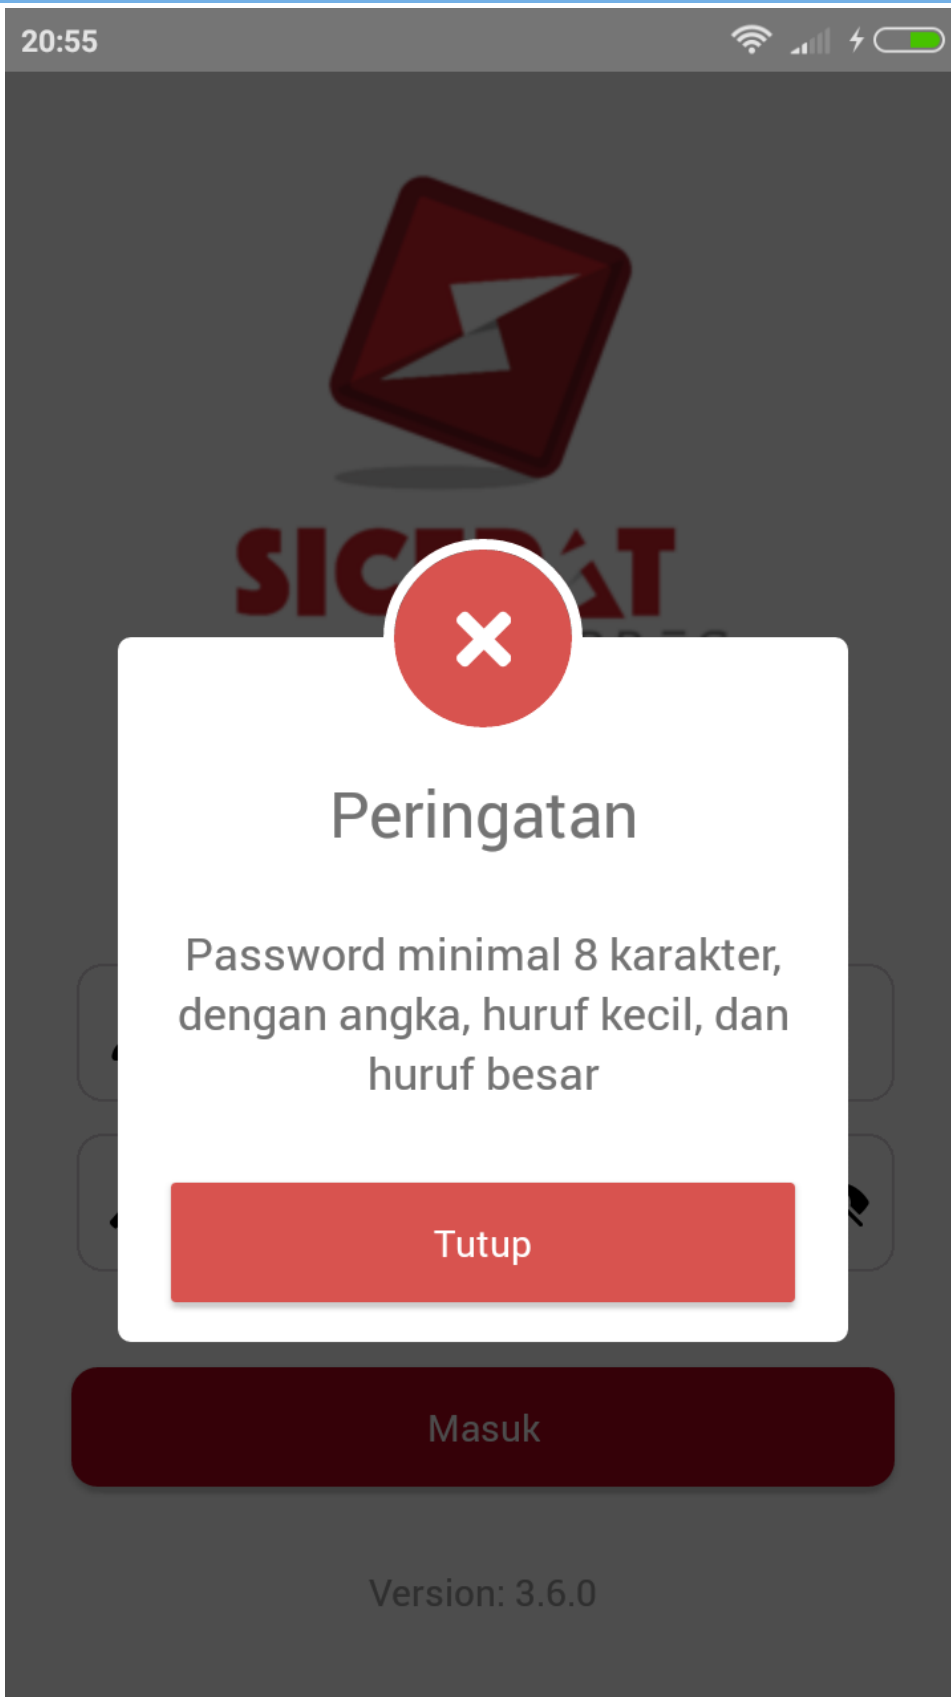 20:55
SICEPAT
Peringatan
Password minimal 8 karakter,
dengan angka, huruf kecil, dan
huruf besar
Tutup
Masuk
Version: 3.6.0